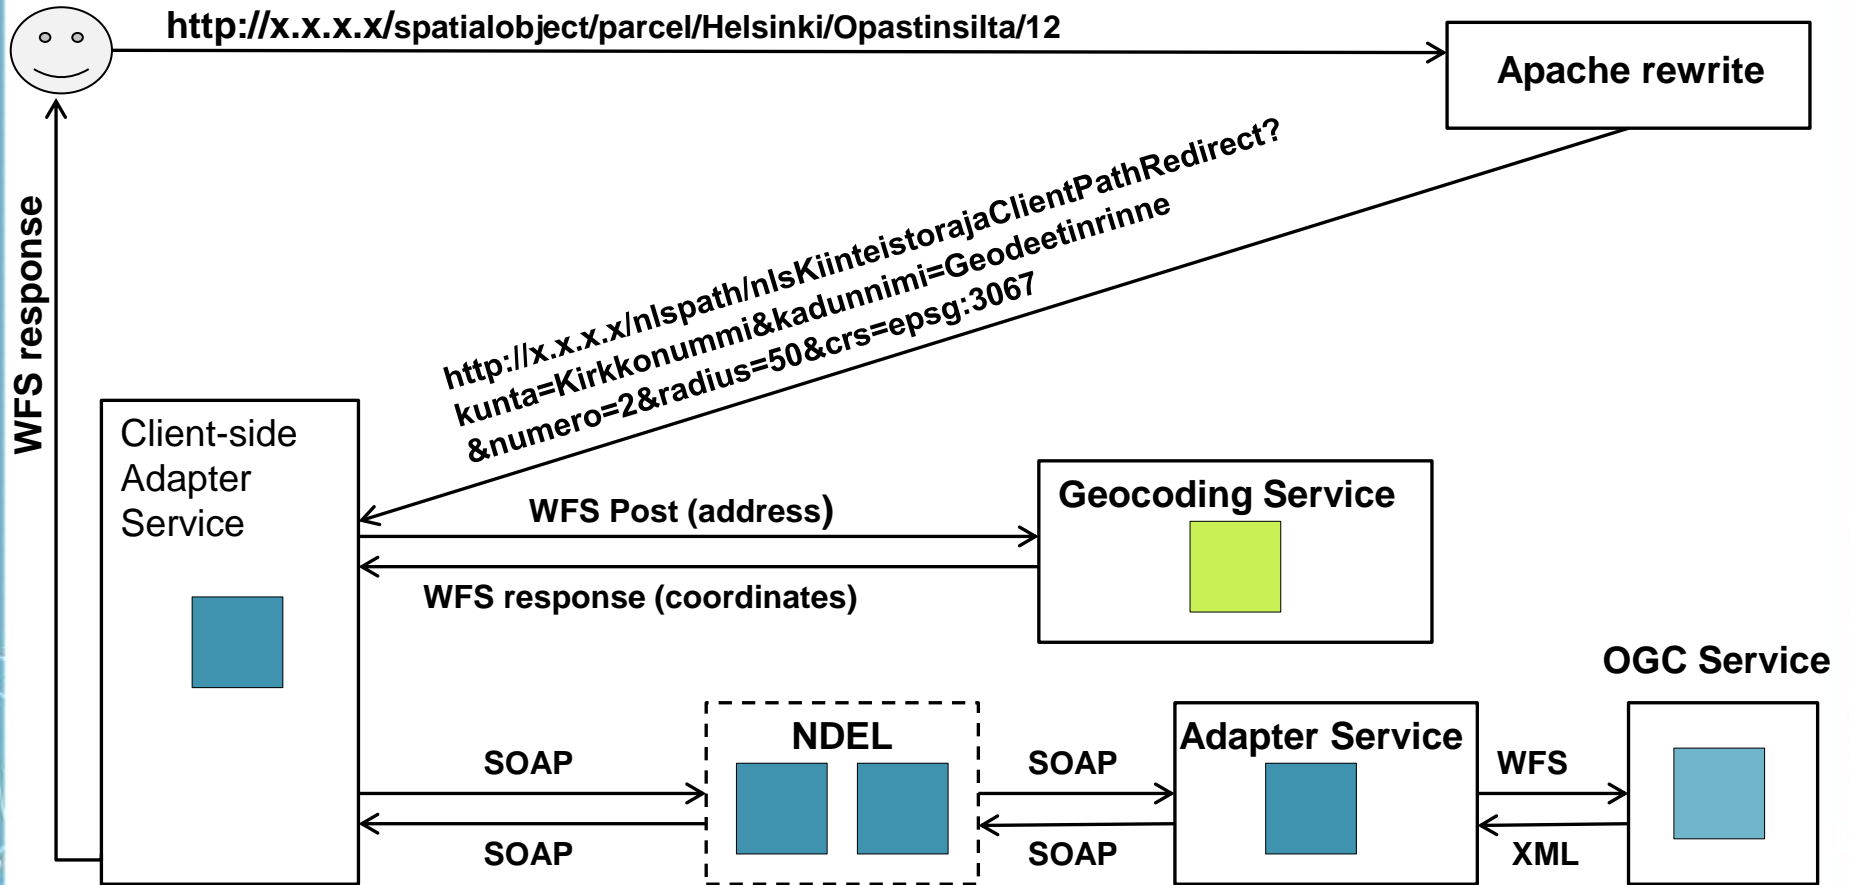 http://x.x.x.x/spatialobject/parcel/Helsinki/Opastinsilta/12
Apache rewrite
http://x.x.x.x/nlspath/nlsKiinteistorajaClientPathRedirect?
kunta=Kirkkonummi&kadunnimi=Geodeetinrinne
&numero=2&radius=50&crs=epsg:3067
WFS response
Client-side
Adapter
Service
WFS Post (address)
WFS response (coordinates)
Geocoding Service
OGC Service
SOAP
SOAP
NDEL
SOAP
SOAP
Adapter Service
WFS
XML